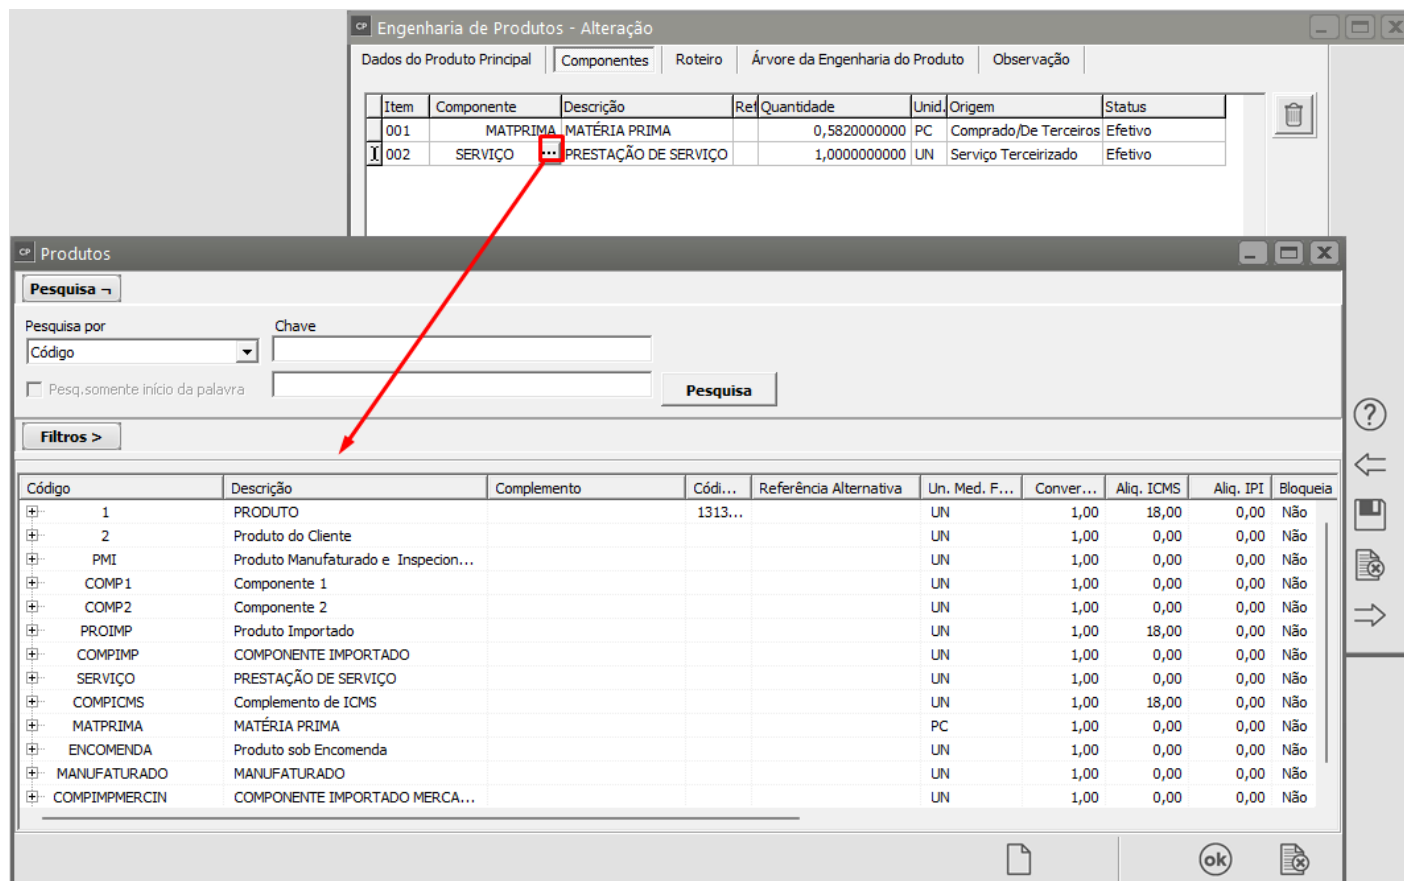 CP Engenharia de Produtos - Alteração
Dados do Produto Principal Componentes Roteiro Árvore da Engenharia do Produto Observação
Item Componente Descrição Ref Quantidade Unid. Origem Status
001 MATPRIMA MATÉRIA PRIMA 0,5820000000 PC Comprado/De Terceiros Efetivo
002 SERVIÇO ... PRESTAÇÃO DE SERVIÇO 1,0000000000 UN Serviço Terceirizado Efetivo
CP Produtos
Pesquisa ¬
Pesquisa por Chave
Código
Pesq.somente início da palavra Pesquisa
Filtros >
Código Descrição Complemento Códi... Referência Alternativa Un. Med. F... Conver... Aliq. ICMS Aliq. IPI Bloqueia
1 PRODUTO 1313... UN 1,00 18,00 0,00 Não
2 Produto do Cliente UN 1,00 0,00 0,00 Não
PMI Produto Manufaturado e Inspecion... UN 1,00 0,00 0,00 Não
COMP1 Componente 1 UN 1,00 0,00 0,00 Não
COMP2 Componente 2 UN 1,00 0,00 0,00 Não
PROIMP Produto Importado UN 1,00 18,00 0,00 Não
COMPIMP COMPONENTE IMPORTADO UN 1,00 0,00 0,00 Não
SERVIÇO PRESTAÇÃO DE SERVIÇO UN 1,00 0,00 0,00 Não
COMPICMS Complemento de ICMS UN 1,00 18,00 0,00 Não
MATPRIMA MATÉRIA PRIMA PC 1,00 0,00 0,00 Não
ENCOMENDA Produto sob Encomenda UN 1,00 0,00 0,00 Não
MANUFATURADO MANUFATURADO UN 1,00 0,00 0,00 Não
COMPIMPMERCIN COMPONENTE IMPORTADO MERCA... UN 1,00 0,00 0,00 Não
ok